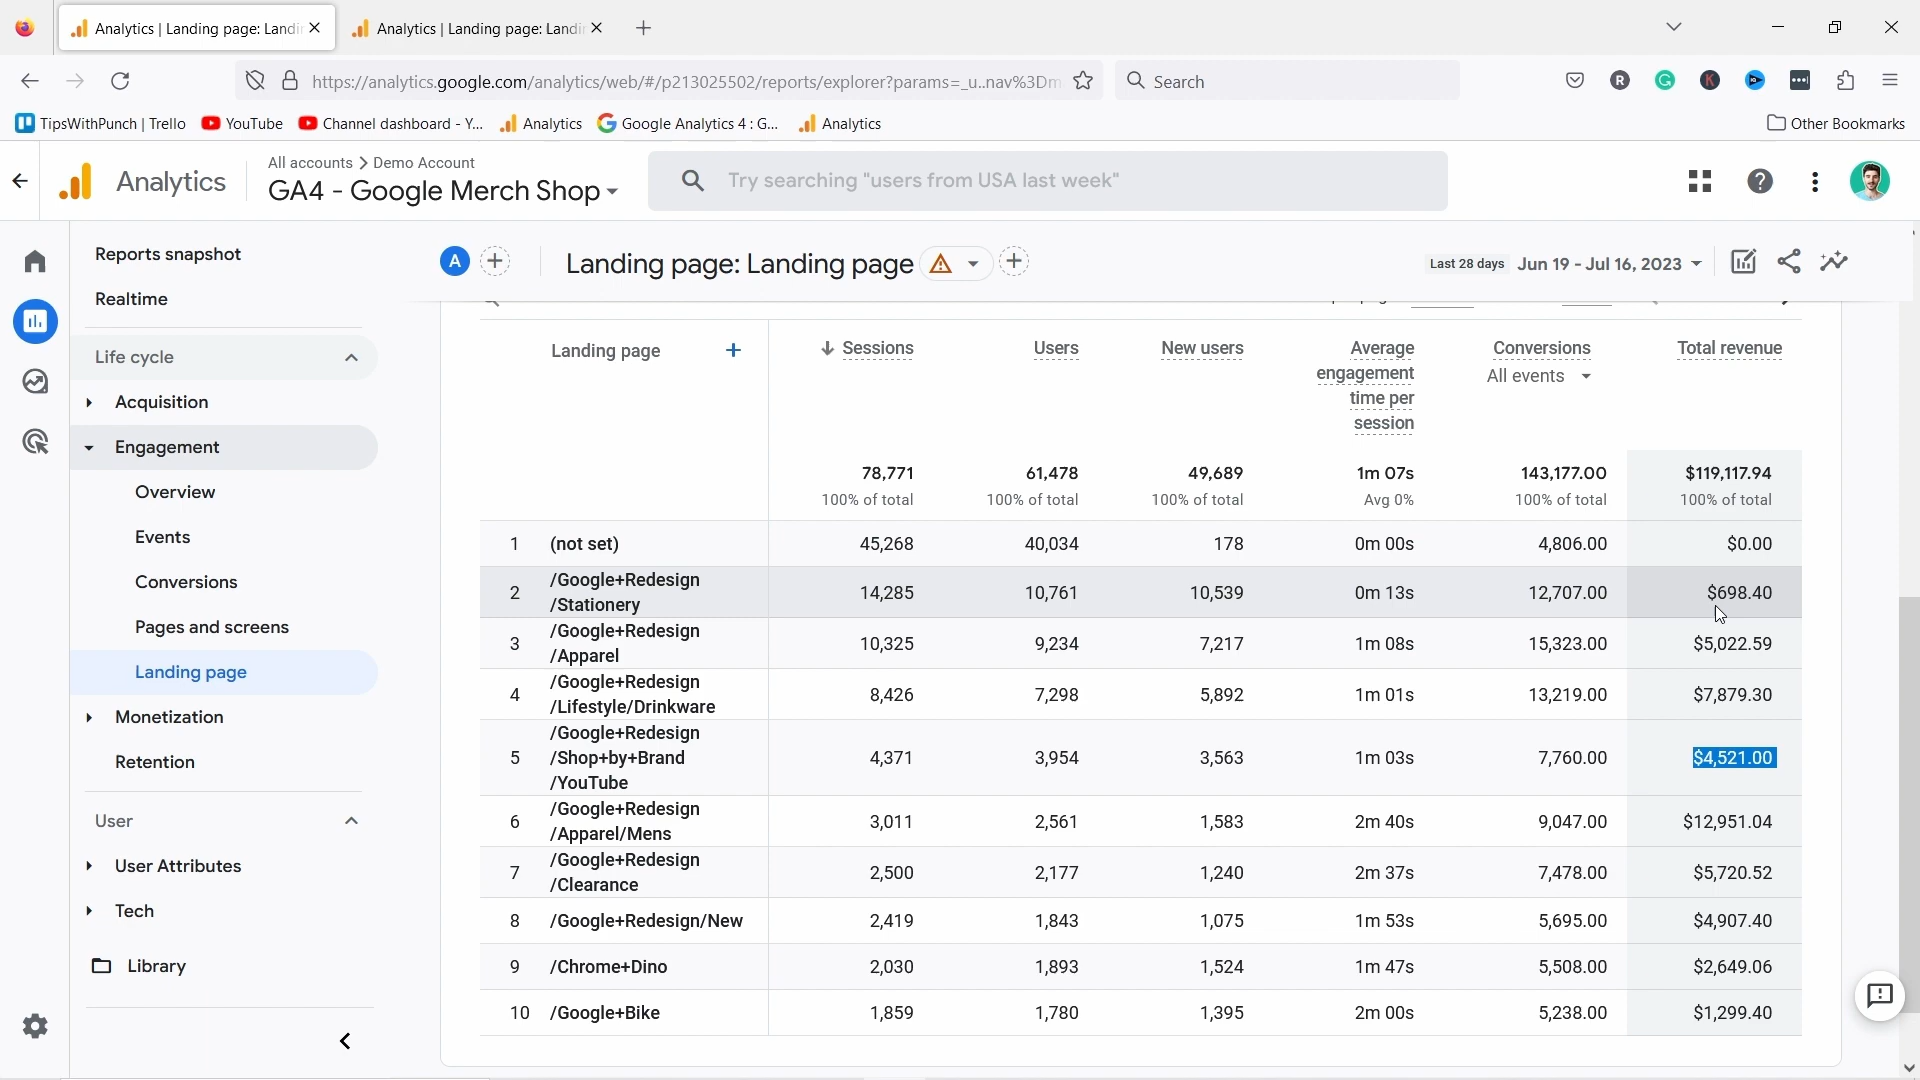 Analytics | Landing page: Landi
Analytics | Landing page: Landi
https://analytics.google.com/analytics/web/#/p213025502/reports/explorer?params=_u..nav%3Dm
Search
TipsWithPunch | Trello
YouTube
Channel dashboard - Y...
Analytics
Google Analytics 4 : G...
Analytics
Other Bookmarks
Analytics
All accounts > Demo Account
GA4 - Google Merch Shop
Try searching "users from USA last week"
Reports snapshot
Realtime
Life cycle
Acquisition
Engagement
Overview
Events
Conversions
Pages and screens
Landing page
Monetization
Retention
User
User Attributes
Tech
Library
A
Landing page: Landing page
Last 28 days Jun 19 - Jul 16, 2023
Landing page
Sessions
Users
New users
Average
engagement
time per
session
Conversions
All events
Total revenue
78,771 61,478 49,689 1m 07s 143,177.00 $119,117.94
100% of total 100% of total 100% of total Avg 0% 100% of total 100% of total
1 (not set) 45,268 40,034 178 0m 00s 4,806.00 $0.00
/Google+Redesign
2 14,285 10,761 10,539 0m 13s 12,707.00 $698.40
/Stationery
/Google+Redesign
3 10,325 9,234 7,217 1m 08s 15,323.00 $5,022.59
/Apparel
/Google+Redesign
4 8,426 7,298 5,892 1m 01s 13,219.00 $7,879.30
/Lifestyle/Drinkware
/Google+Redesign
5 /Shop+by+Brand 4,371 3,954 3,563 1m 03s 7,760.00 $4,521.00
/YouTube
/Google+Redesign
6 3,011 2,561 1,583 2m 40s 9,047.00 $12,951.04
/Apparel/Mens
/Google+Redesign
7 2,500 2,177 1,240 2m 37s 7,478.00 $5,720.52
/Clearance
8 /Google+Redesign/New 2,419 1,843 1,075 1m 53s 5,695.00 $4,907.40
9 /Chrome+Dino 2,030 1,893 1,524 1m 47s 5,508.00 $2,649.06
10 /Google+Bike 1,859 1,780 1,395 2m 00s 5,238.00 $1,299.40